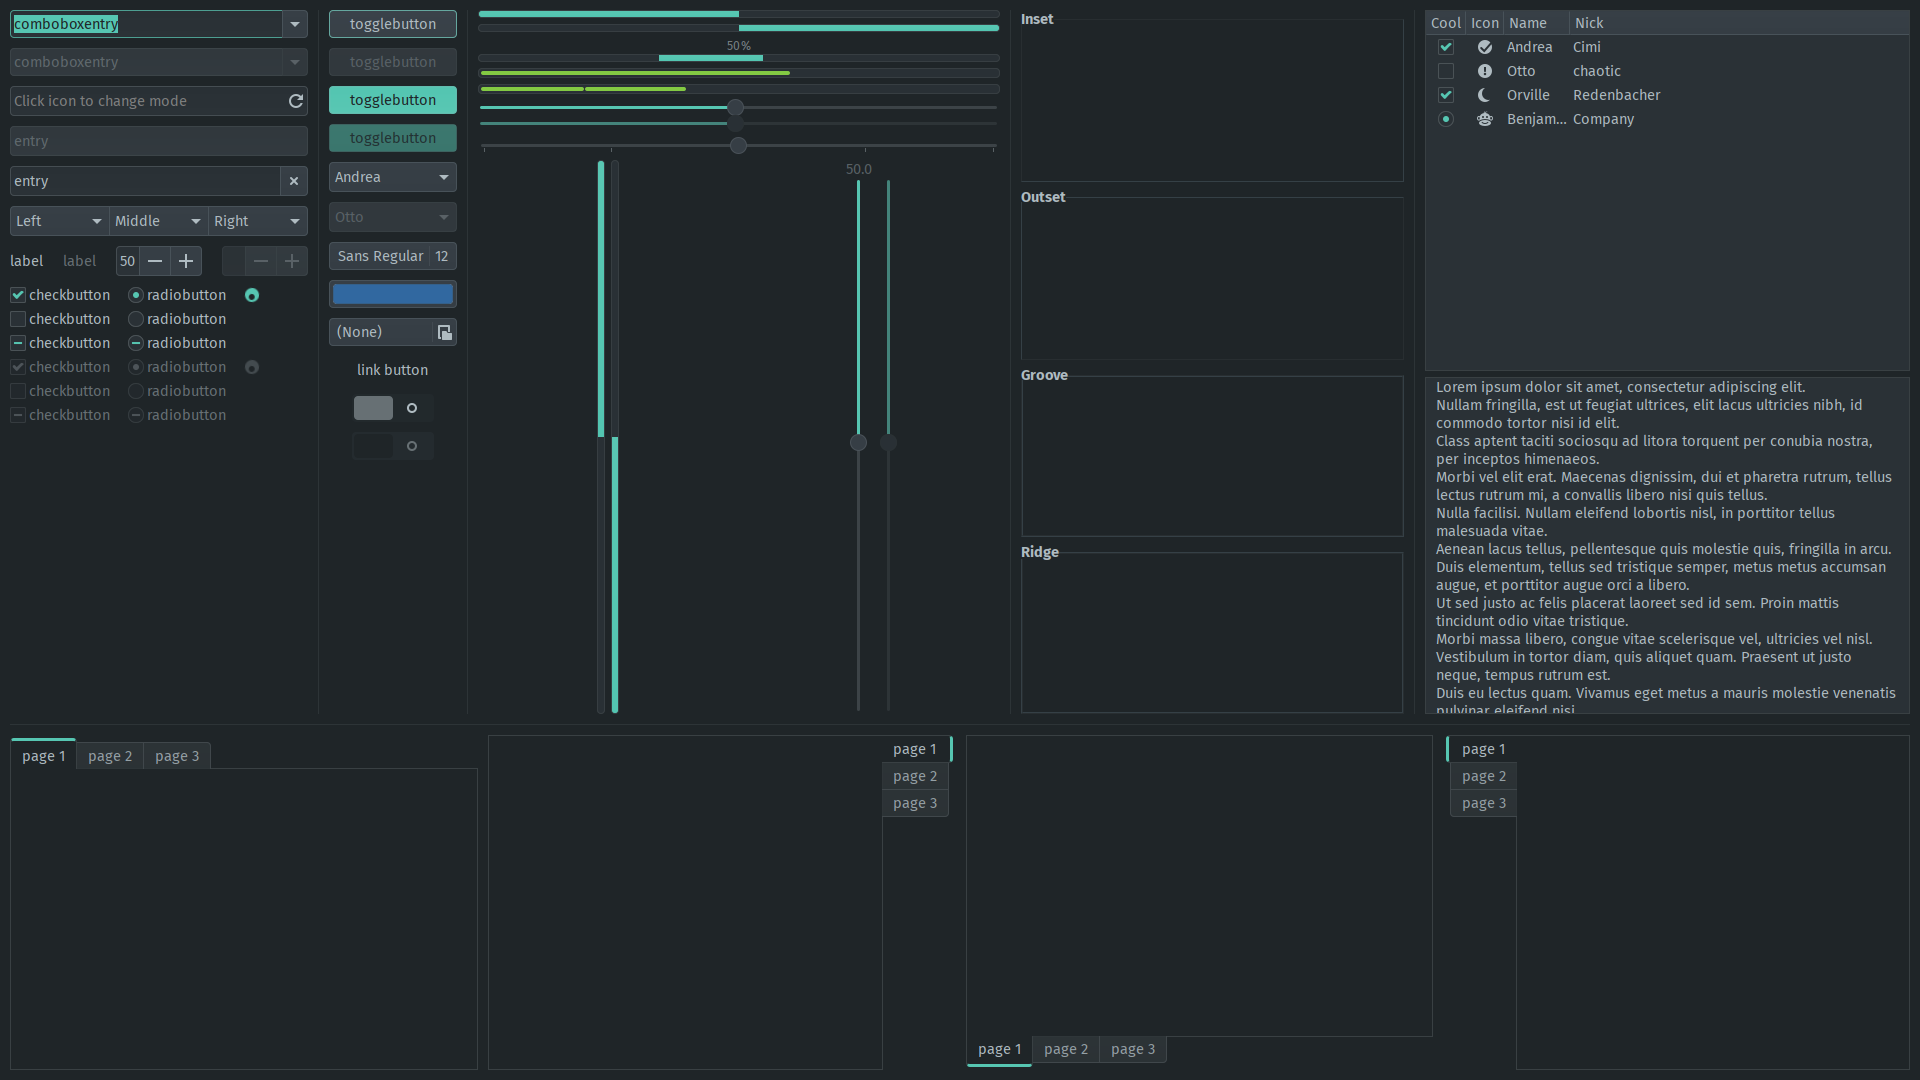 comboboxentry
comboboxentry
Click icon to change mode
entry
entry
Left Middle Right
label label 50
checkbutton radiobutton
checkbutton radiobutton
checkbutton radiobutton
checkbutton radiobutton
checkbutton radiobutton
checkbutton radiobutton
togglebutton
togglebutton
togglebutton
togglebutton
Andrea
Otto
Sans Regular 12
(None)
link button
50 %
50.0
Inset
Outset
Groove
Ridge
Cool Icon Name Nick
Andrea Cimi
Otto chaotic
Orville Redenbacher
Benjam... Company
Lorem ipsum dolor sit amet, consectetur adipiscing elit.
Nullam fringilla, est ut feugiat ultrices, elit lacus ultricies nibh, id
commodo tortor nisi id elit.
Class aptent taciti sociosqu ad litora torquent per conubia nostra,
per inceptos himenaeos.
Morbi vel elit erat. Maecenas dignissim, dui et pharetra rutrum, tellus
lectus rutrum mi, a convallis libero nisi quis tellus.
Nulla facilisi. Nullam eleifend lobortis nisl, in porttitor tellus
malesuada vitae.
Aenean lacus tellus, pellentesque quis molestie quis, fringilla in arcu.
Duis elementum, tellus sed tristique semper, metus metus accumsan
augue, et porttitor augue orci a libero.
Ut sed justo ac felis placerat laoreet sed id sem. Proin mattis
tincidunt odio vitae tristique.
Morbi massa libero, congue vitae scelerisque vel, ultricies vel nisl.
Vestibulum in tortor diam, quis aliquet quam. Praesent ut justo
neque, tempus rutrum est.
Duis eu lectus quam. Vivamus eget metus a mauris molestie venenatis
pulvinar eleifend nisi.
page 1 page 2 page 3
page 1
page 2
page 3
page 1 page 2 page 3
page 1
page 2
page 3